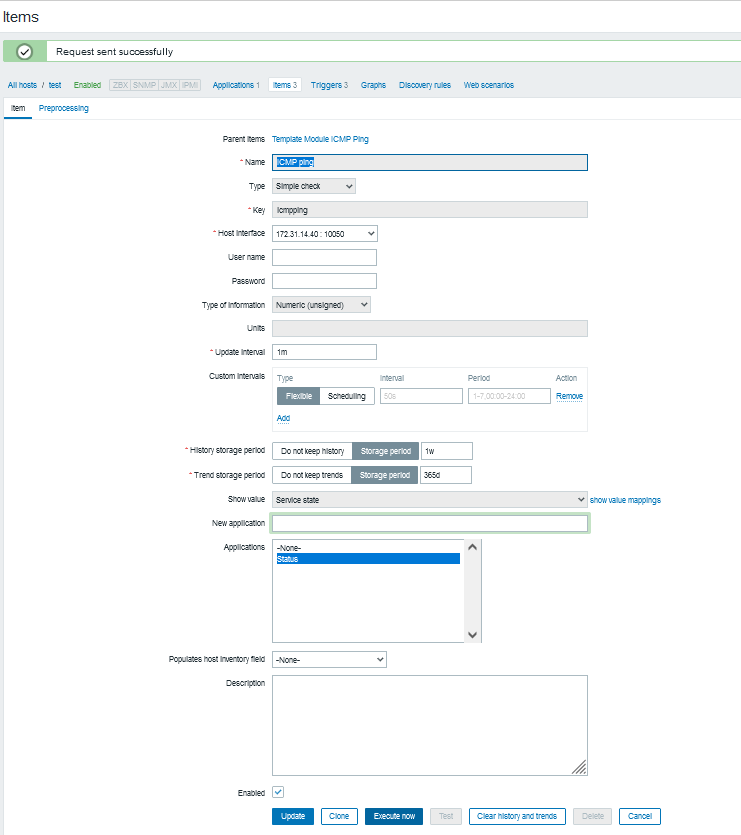 Items
Request sent successfully
All hosts / test Enabled ZBX SNMP JMX IPMI Applications 1 Items 3 Triggers 3 Graphs Discovery rules Web scenarios
Item Preprocessing
Parent items Template Module ICMP Ping
* Name ICMP ping
Type Simple check
* Key icmpping
* Host interface 172.31.14.40 : 10050
User name
Password
Type of information Numeric (unsigned)
Units
* Update interval 1m
Custom intervals Type Interval Period Action
Flexible Scheduling 50s 1-7,00:00-24:00 Remove
Add
* History storage period Do not keep history Storage period 1w
* Trend storage period Do not keep trends Storage period 365d
Show value Service state show value mappings
New application
Applications -None-
Status
Populates host inventory field -None-
Description
Enabled
Update Clone Execute now Test Clear history and trends Delete Cancel